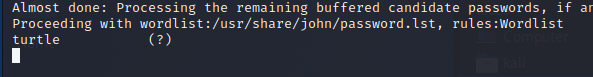 Almost done: Processing the remaining buffered candidate passwords, if an
Proceeding with wordlist:/usr/share/john/password.lst, rules:Wordlist
turtle (?)